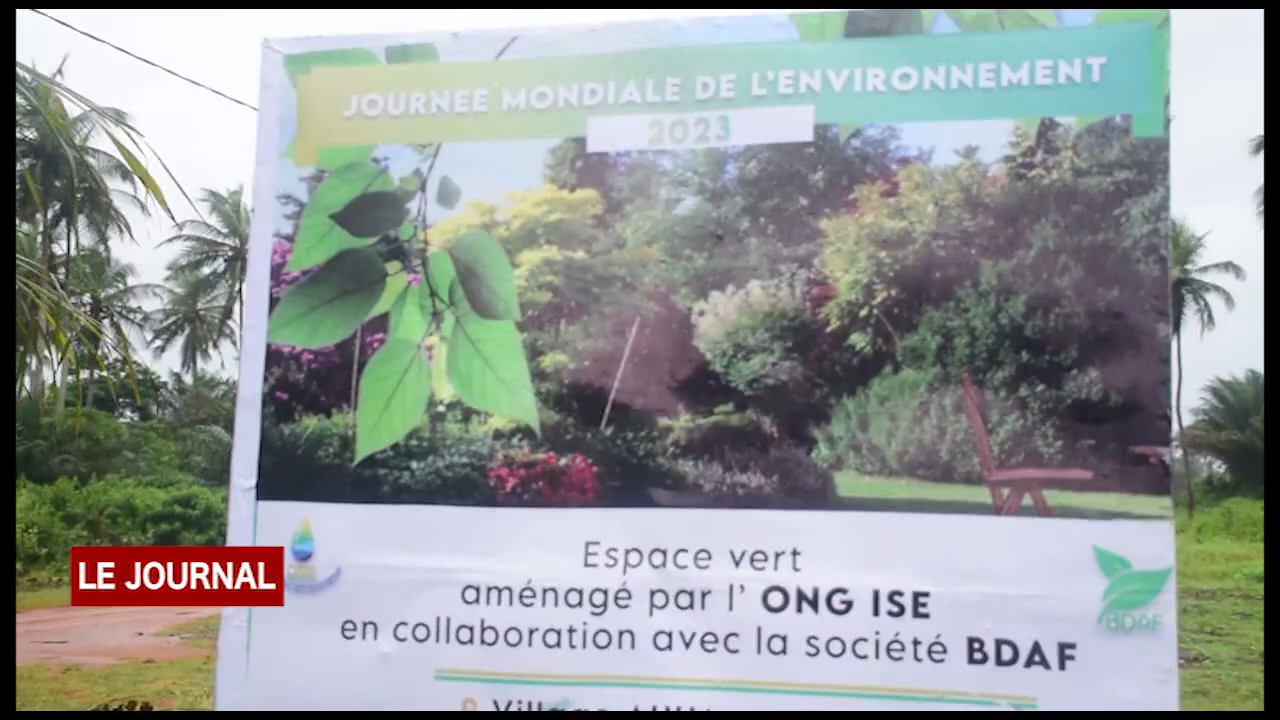 JOURNEE MONDIALE DE L'ENVIRONNEMENT
2023
LE JOURNAL
Espace vert
aménagé par l' ONG ISE
en collaboration avec la société BDAF
BDAF
Village